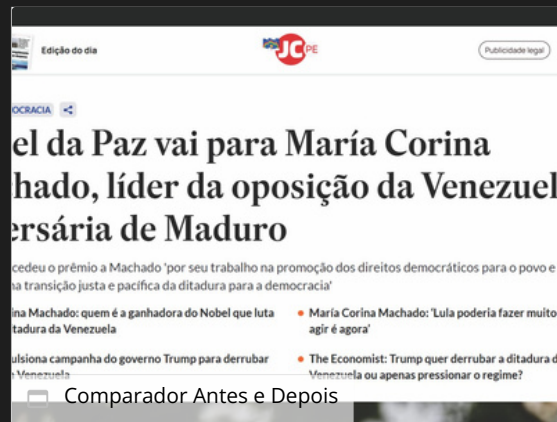 Edição do dia
JC PE
Publicidade legal
OCRACIA
el da Paz vai para María Corina
hado, líder da oposição da Venezuel
ersária de Maduro
cedeu o prêmio a Machado 'por seu trabalho na promoção dos direitos democráticos para o povo e
a transição justa e pacífica da ditadura para a democracia'
ina Machado: quem é a ganhadora do Nobel que luta
tadura da Venezuela
María Corina Machado: 'Lula poderia fazer muito
agir é agora'
ulsiona campanha do governo Trump para derrubar
Venezuela
The Economist: Trump quer derrubar a ditadura d
Venezuela ou apenas pressionar o regime?
Comparador Antes e Depois